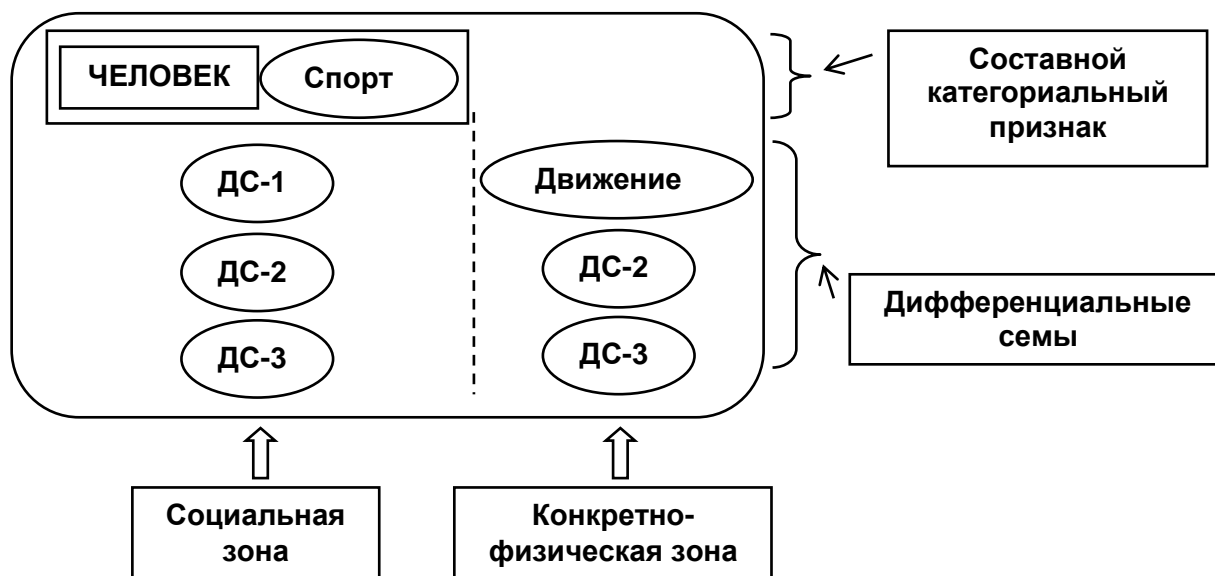 ЧЕЛОВЕК
Спорт
Составной
категориальный
признак
ДС-1
Движение
ДС-2
ДС-2
ДС-3
ДС-3
Дифференциальные
семы
Социальная
зона
Конкретно-
физическая зона